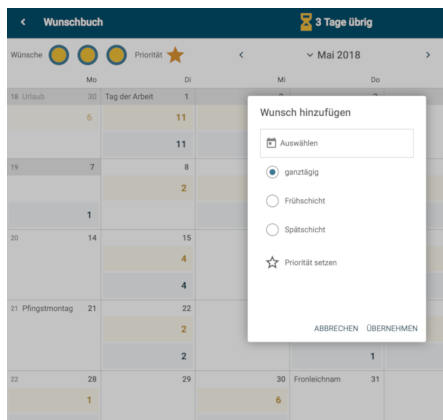 Wunschbuch
3 Tage übrig
Wünsche
Priorität
Mai 2018
Mo
Di
Mi
Do
18 Urlaub 30
Tag der Arbeit 1
6
11
11
19 7
8
2
1
20 14
15
4
4
21 Pfingstmontag 21
22
2
2
1
22 28
29
30
Fronleichnam 31
1
6
Wunsch hinzufügen
Auswählen
ganztägig
Frühschicht
Spätschicht
Priorität setzen
ABBRECHEN ÜBERNEHMEN